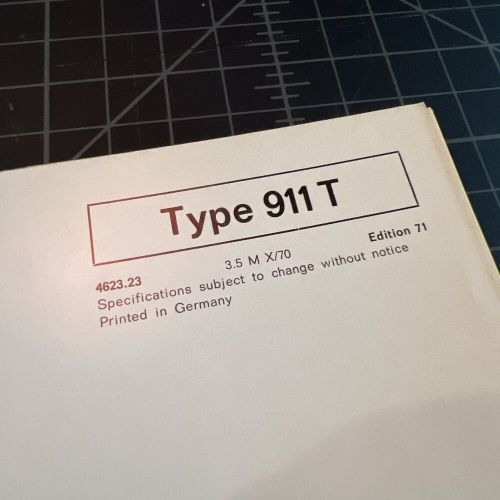 Type 911 T
4623.23 3.5 M X/70 Edition 71
Specifications subject to change without notice
Printed in Germany